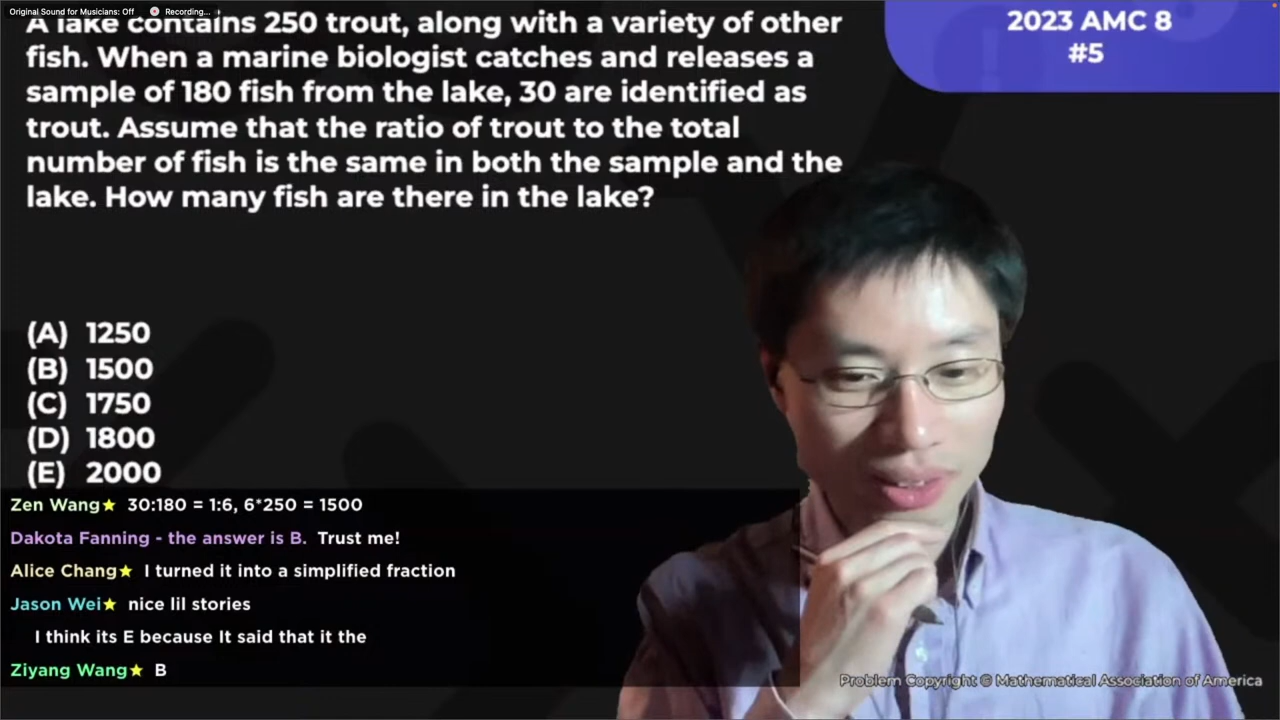 Original Sound for Musicians: Off
Recording...
A lake contains 250 trout, along with a variety of other
fish. When a marine biologist catches and releases a
sample of 180 fish from the lake, 30 are identified as
trout. Assume that the ratio of trout to the total
number of fish is the same in both the sample and the
lake. How many fish are there in the lake?
2023 AMC 8
#5
(A) 1250
(B) 1500
(C) 1750
(D) 1800
(E) 2000
Zen Wang★ 30:180 = 1:6, 6*250 = 1500
Dakota Fanning - the answer is B. Trust me!
Alice Chang★ I turned it into a simplified fraction
Jason Wei★ nice lil stories
I think its E because It said that it the
Ziyang Wang★ B
Problem Copyright © Mathematical Association of America